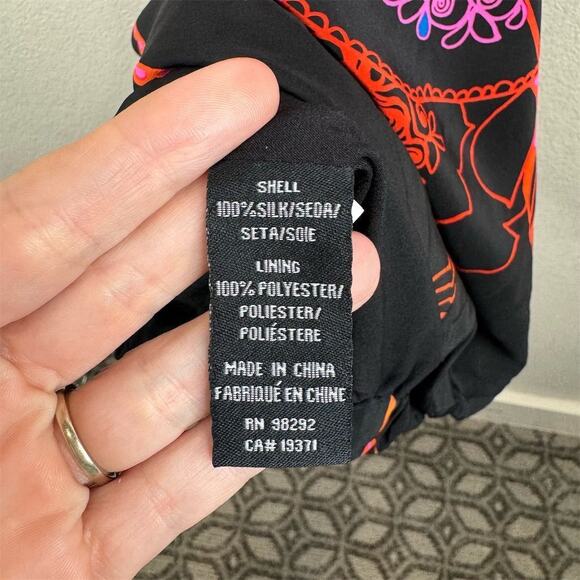 SHELL
100%SILK/SEDA/
SETA/SOIE
LINING
100% POLYESTER/
POLIESTER/
POLIÉSTERE
MADE IN CHINA
FABRIQUÉ EN CHINE
RN 98292
CA# 19371